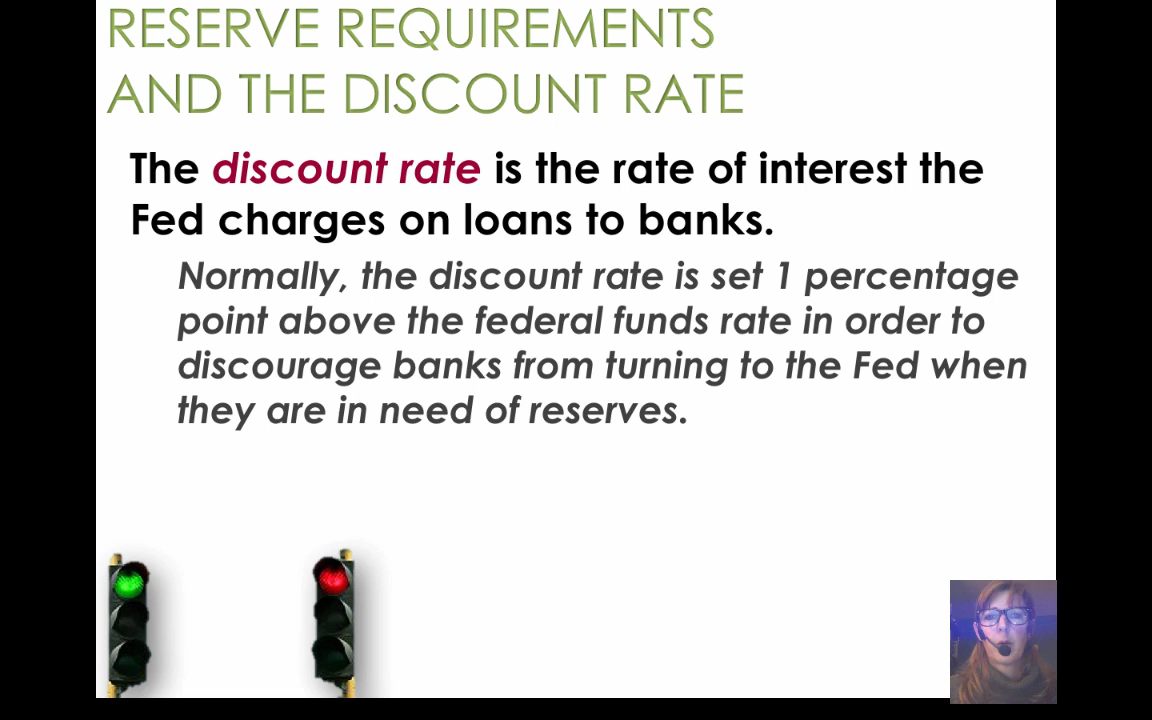 RESERVE REQUIREMENTS
AND THE DISCOUNT RATE
The discount rate is the rate of interest the
Fed charges on loans to banks.
Normally, the discount rate is set 1 percentage
point above the federal funds rate in order to
discourage banks from turning to the Fed when
they are in need of reserves.